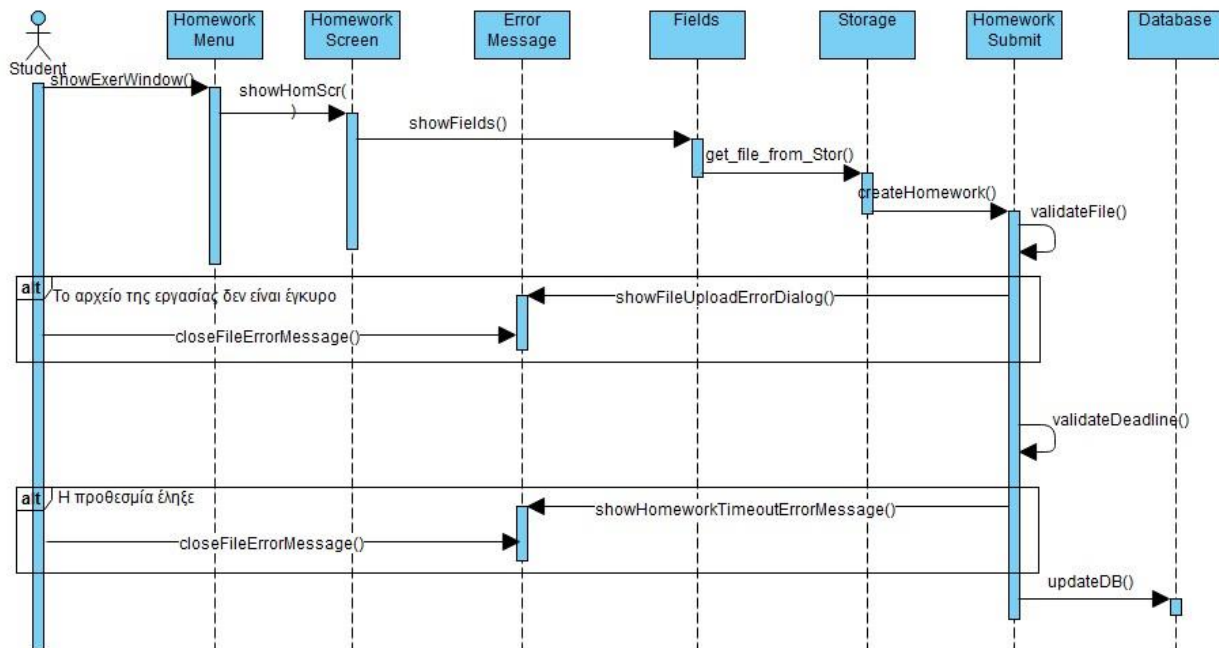 Student
Homework
Menu
Homework
Screen
Error
Message
Fields
Storage
Homework
Submit
Database
showExerWindow()
showHomScr(
)
showFields()
get_file_from_Stor()
createHomework()
validateFile()
alt
Το αρχείο της εργασίας δεν είναι έγκυρο
showFileUploadErrorDialog()
closeFileErrorMessage()
validateDeadline()
alt
Η προθεσμία έληξε
showHomeworkTimeoutErrorMessage()
closeFileErrorMessage()
updateDB()